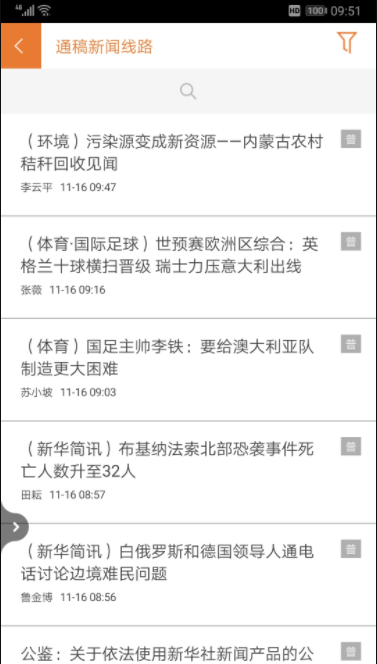 46
HD 100 09:51
通稿新闻线路
（环境）污染源变成新资源——内蒙古农村
秸秆回收见闻
普
李云平 11-16 09:47
（体育·国际足球）世预赛欧洲区综合：英
格兰十球横扫晋级 瑞士力压意大利出线
普
张薇 11-16 09:16
（体育）国足主帅李铁：要给澳大利亚队
制造更大困难
普
苏小坡 11-16 09:03
（新华简讯）布基纳法索北部恐袭事件死
亡人数升至32人
普
田耘 11-16 08:57
（新华简讯）白俄罗斯和德国领导人通电
话讨论边境难民问题
普
鲁金博 11-16 08:56
公鉴：关于依法使用新华社新闻产品的公
普